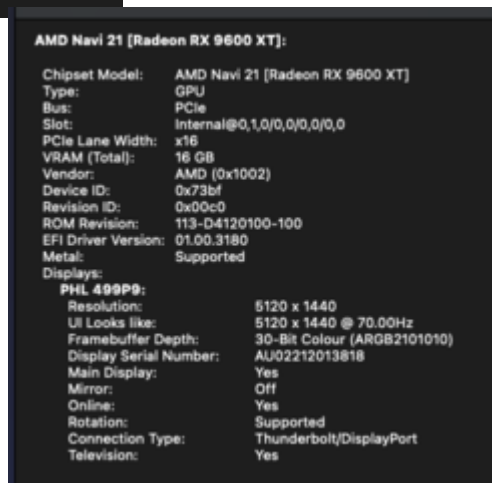 AMD Navi 21 [Radeon RX 9600 XT]:
Chipset Model: AMD Navi 21 [Radeon RX 9600 XT]
Type: GPU
Bus: PCIe
Slot: Internal@0,1,0/0,0/0,0/0,0
PCIe Lane Width: x16
VRAM (Total): 16 GB
Vendor: AMD (0x1002)
Device ID: 0x73bf
Revision ID: 0x00c0
ROM Revision: 113-D4120100-100
EFI Driver Version: 01.00.3180
Metal: Supported
Displays:
PHL 499P9:
Resolution: 5120 x 1440
UI Looks like: 5120 x 1440 @ 70.00Hz
Framebuffer Depth: 30-Bit Colour (ARGB2101010)
Display Serial Number: AU02212013818
Main Display: Yes
Mirror: Off
Online: Yes
Rotation: Supported
Connection Type: Thunderbolt/DisplayPort
Television: Yes